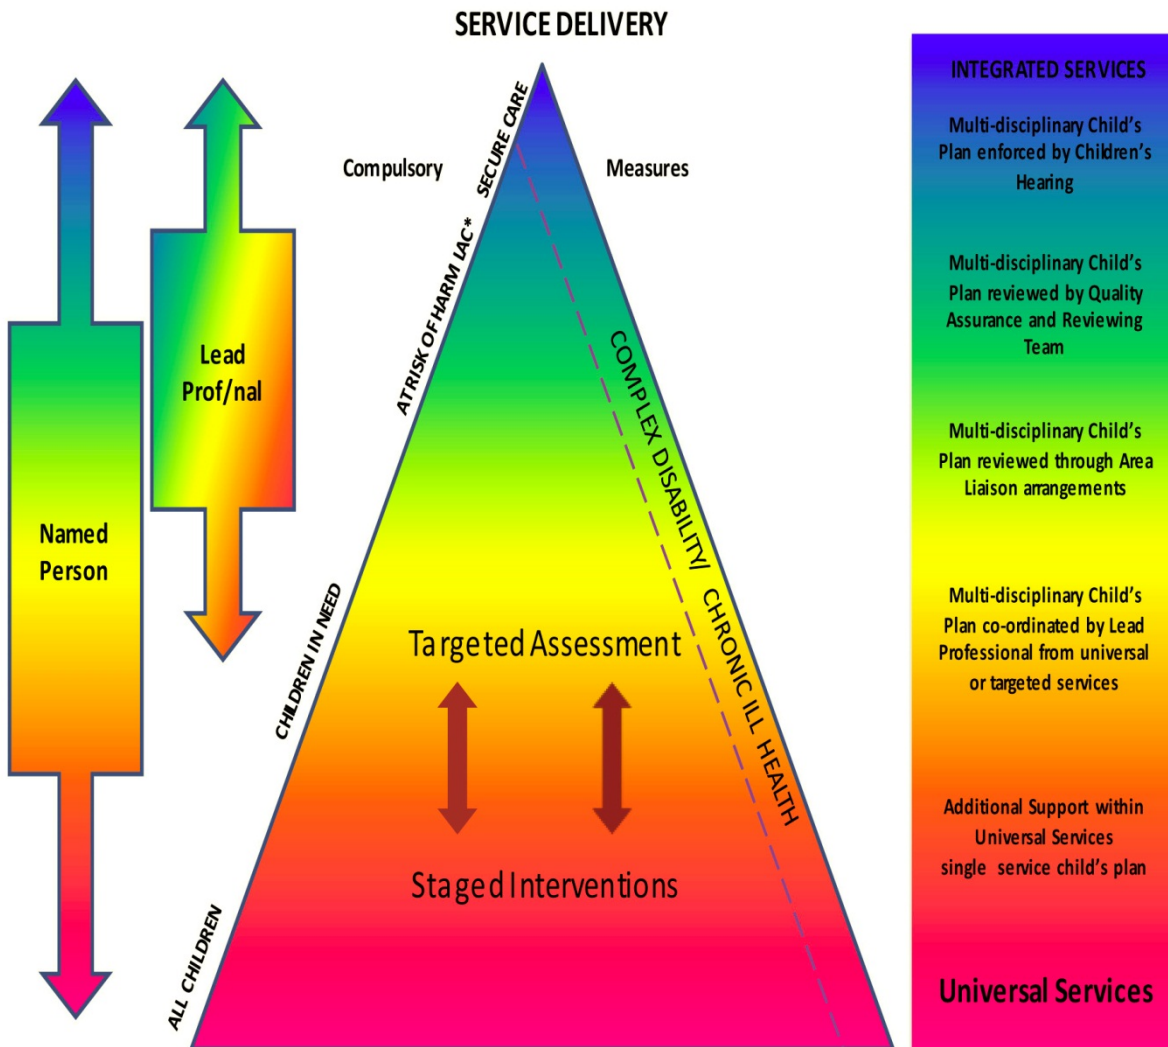 SERVICE DELIVERY
Compulsory
Measures
SECURE CARE
AT RISK OF HARM LAC*
CHILDREN IN NEED
ALL CHILDREN
Lead
Prof/nal
Named
Person
COMPLEX DISABILITY/ CHRONIC ILL HEALTH
Targeted Assessment
Staged Interventions
INTEGRATED SERVICES
Multi-disciplinary Child's
Plan enforced by Children's
Hearing
Multi-disciplinary Child's
Plan reviewed by Quality
Assurance and Reviewing
Team
Multi-disciplinary Child's
Plan reviewed through Area
Liaison arrangements
Multi-disciplinary Child's
Plan co-ordinated by Lead
Professional from universal
or targeted services
Additional Support within
Universal Services
single service child's plan
Universal Services